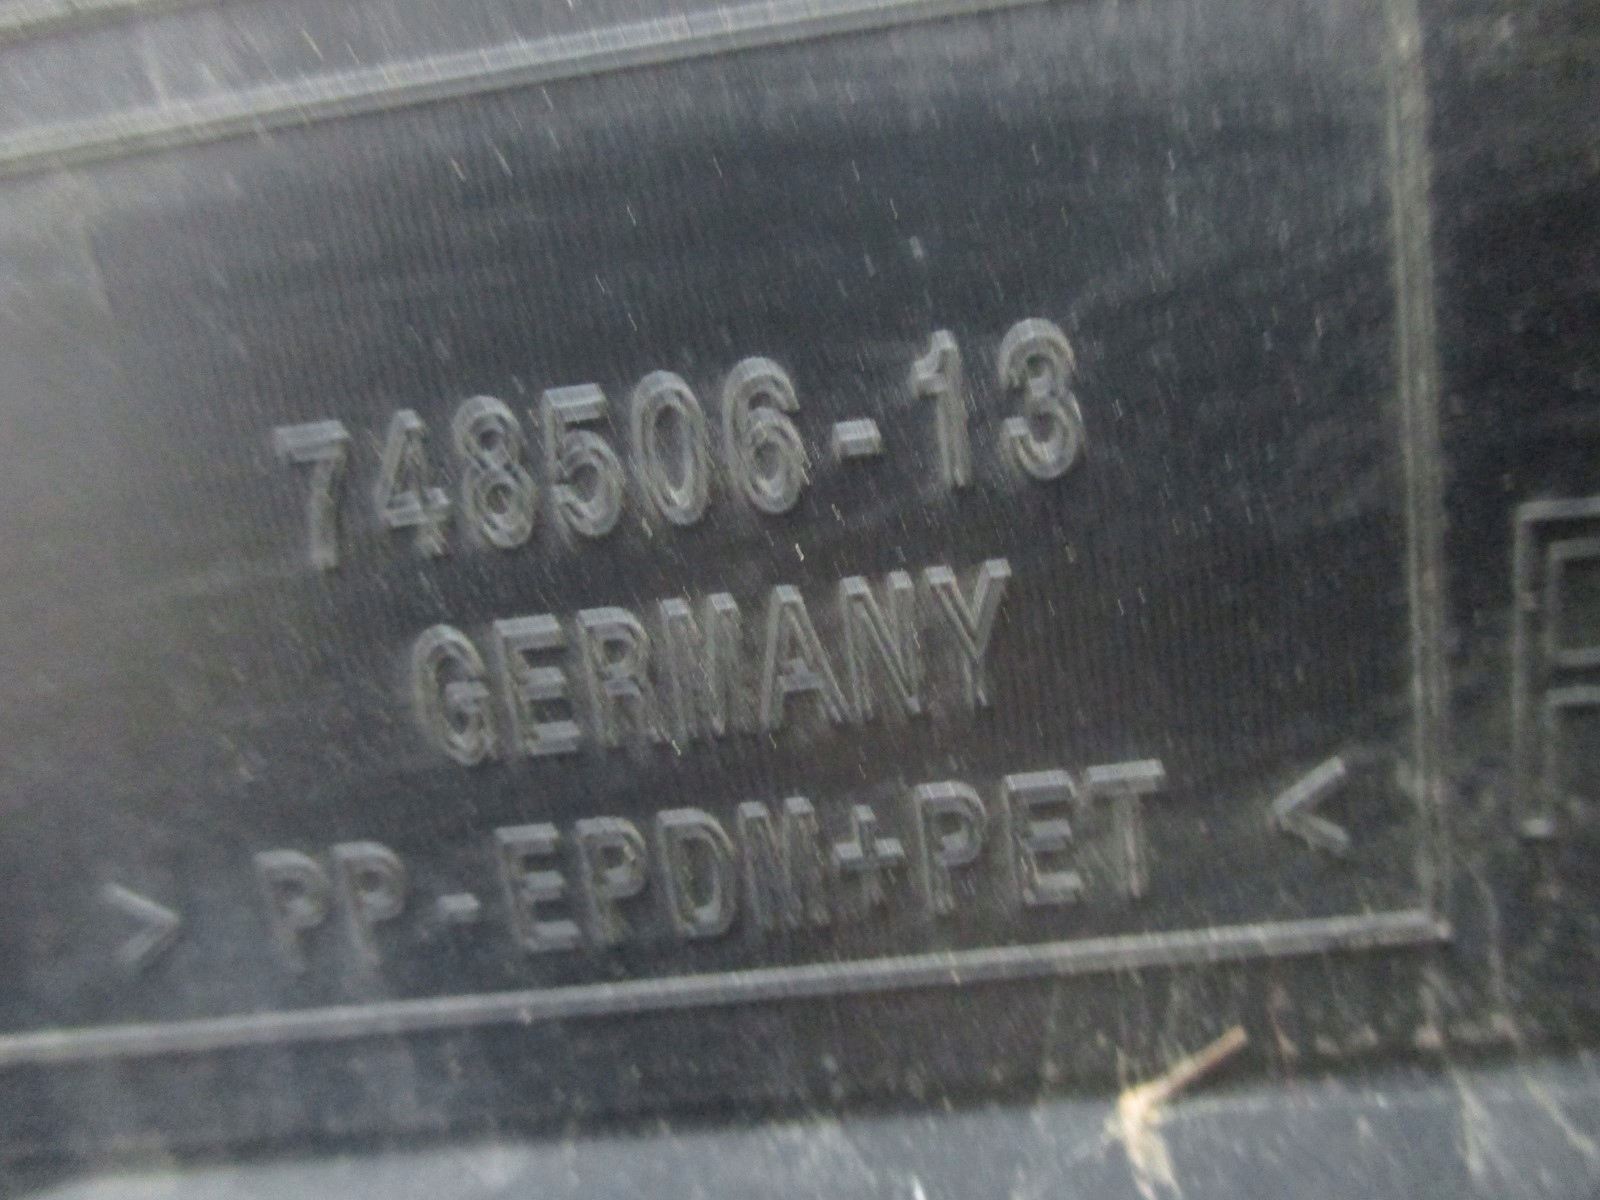 748506-13
GERMANY
> PP-EPDM+PET <